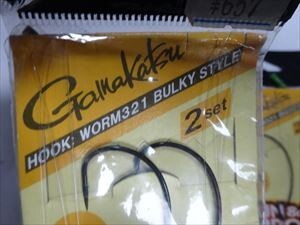 Gamakatsu
HOOK: WORM321 BULKY STYLE
2set